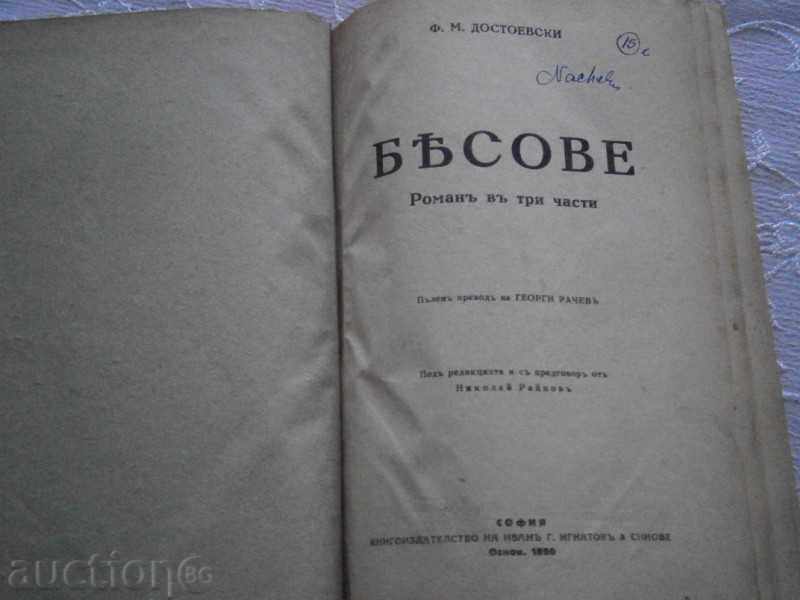 Ф. М. ДОСТОЕВСКИ
15
БѢСОВЕ
Романъ въ три части
Пъленъ преводъ на ГЕОРГИ РАЧЕВЪ
Подъ редакцията и съ предговоръ отъ
Николай Райновъ
СОФИЯ
КНИГОИЗДАТЕЛСТВО НА ИВАНЪ Г. ИГНАТОВЪ & СИНОВЕ
Основ.
auction BG